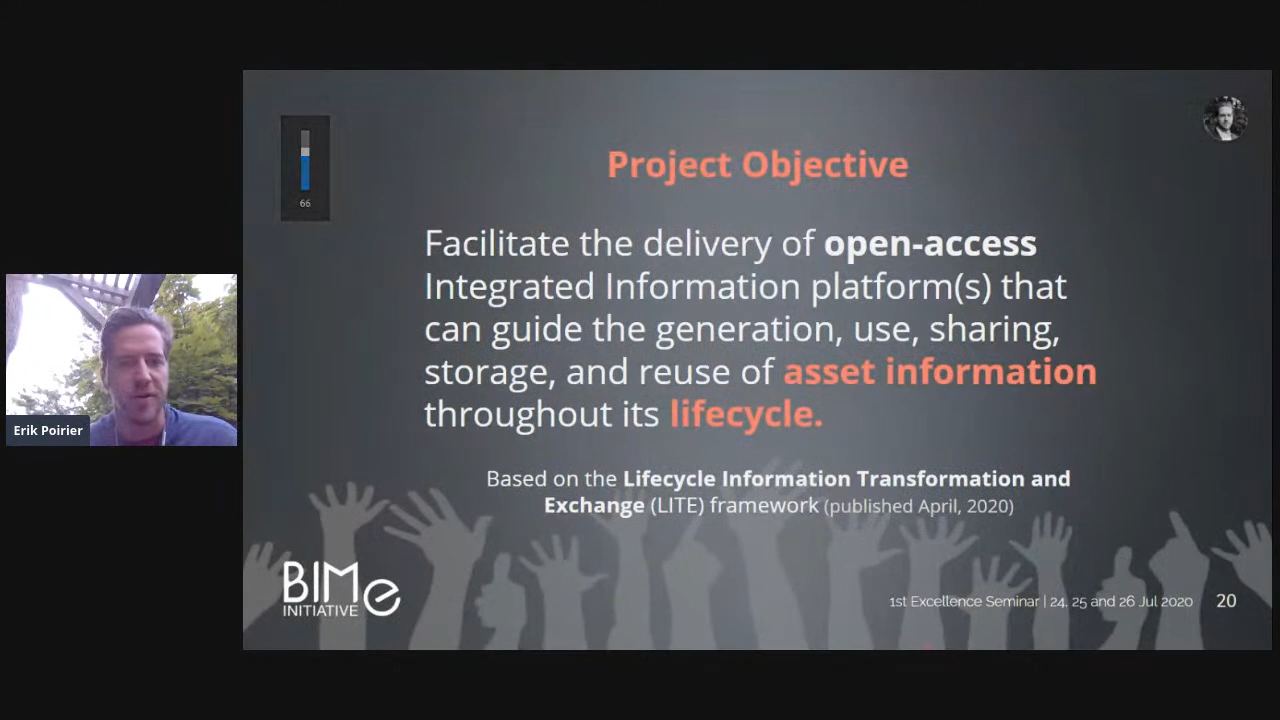 66
Project Objective
Facilitate the delivery of open-access
Integrated Information platform(s) that
can guide the generation, use, sharing,
storage, and reuse of asset information
throughout its lifecycle.
Based on the Lifecycle Information Transformation and
Exchange (LITE) framework (published April, 2020)
Erik Poirier
BIMe
INITIATIVE
1st Excellence Seminar | 24, 25 and 26 Jul 2020 20